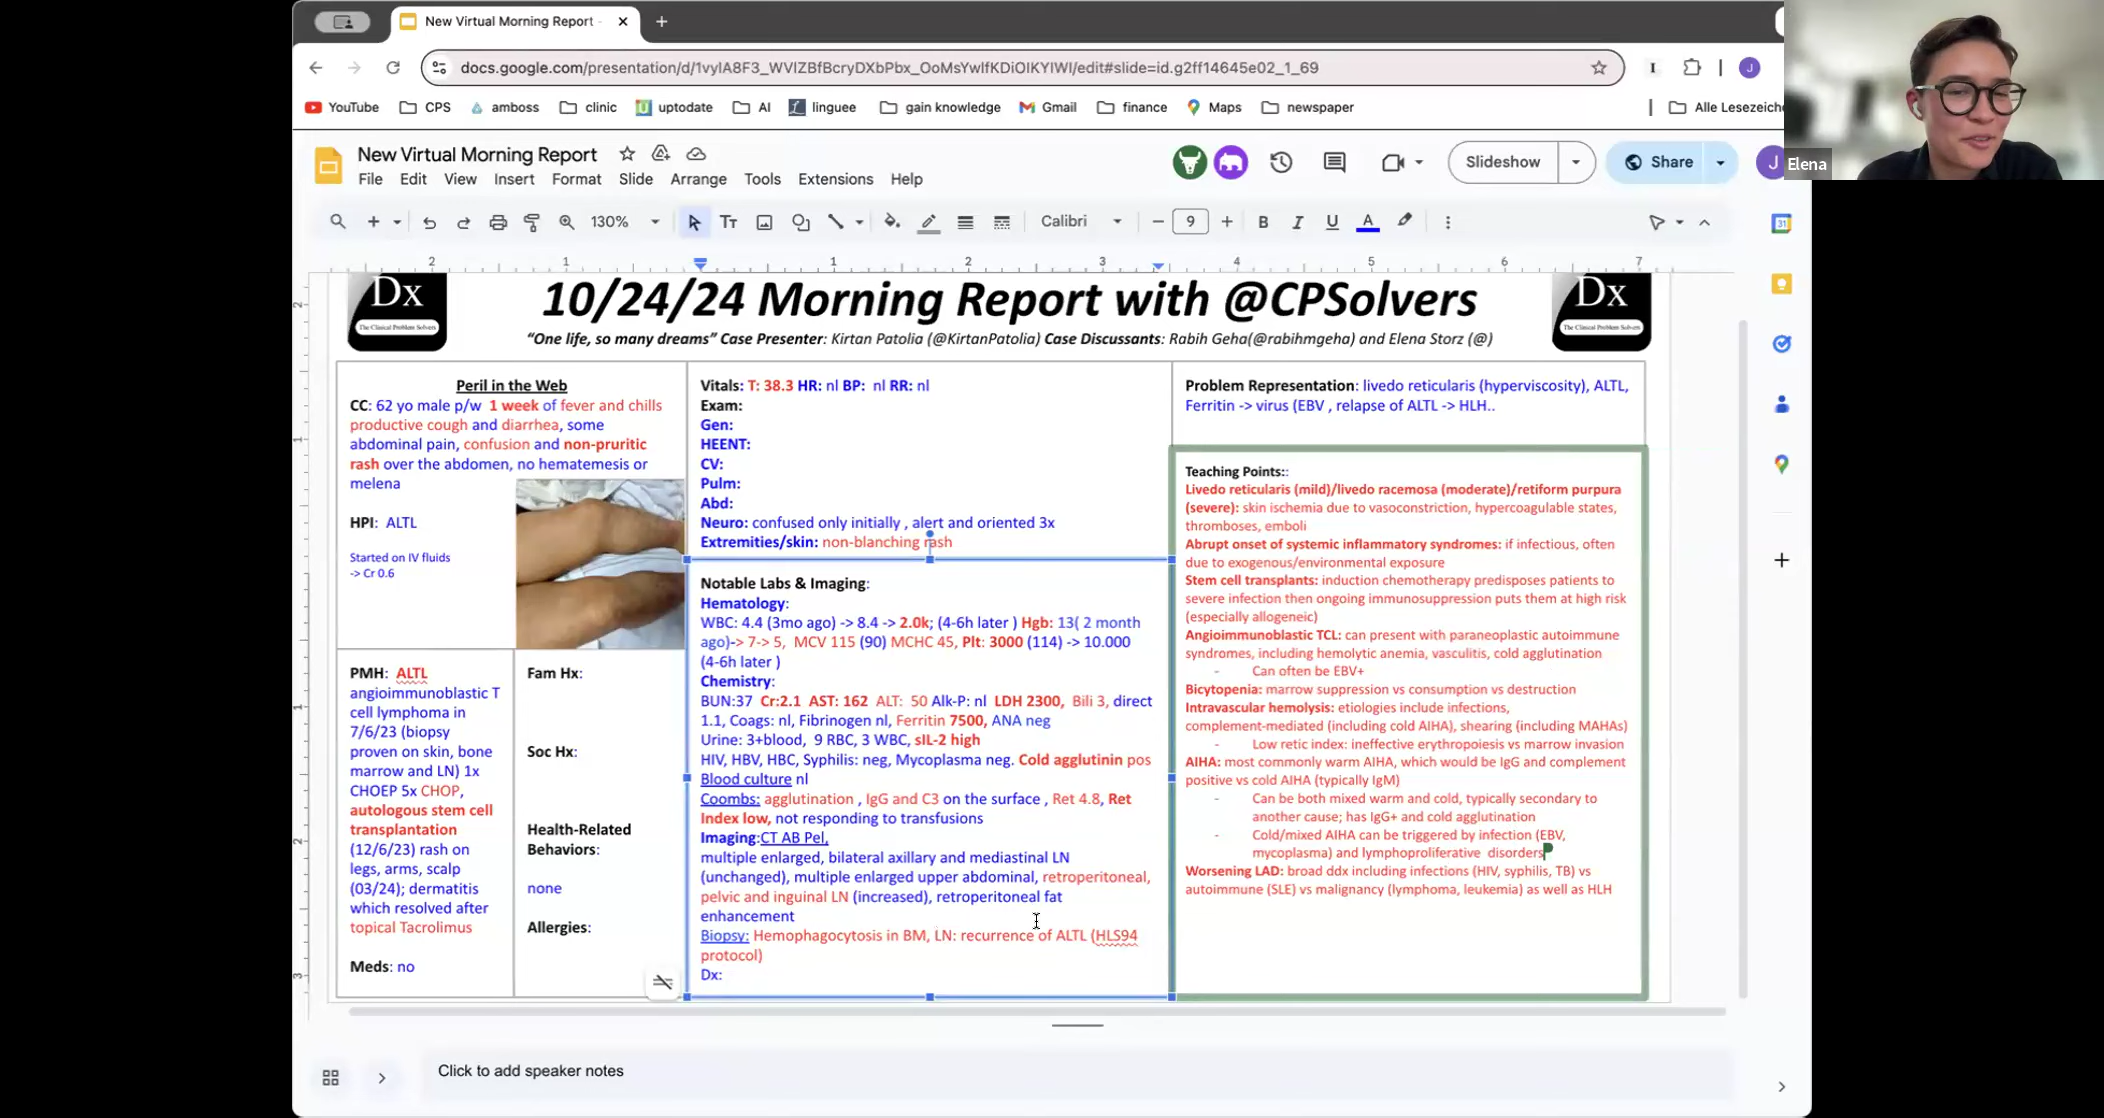 New Virtual Morning Report -
docs.google.com/presentation/d/1vylA8F3_WVIZBfBcryDXbPbx_OoMsYwIfKDiOIKYIWI/edit#slide=id.g2ff14645e02_1_69
YouTube CPS amboss clinic uptodate AI linguee gain knowledge Gmail finance Maps newspaper Alle Lesezeiche
Elena
New Virtual Morning Report
Slideshow Share J
File Edit View Insert Format Slide Arrange Tools Extensions Help
130% Calibri 9
Dx
The Clinical Problem Solvers
10/24/24 Morning Report with @CPSolvers
Dx
The Clinical Problem Solvers
"One life, so many dreams" Case Presenter: Kirtan Patolia (@KirtanPatolia) Case Discussants: Rabih Geha(@rabihmgeha) and Elena Storz (@)
Peril in the Web
CC: 62 yo male p/w 1 week of fever and chills
productive cough and diarrhea, some
abdominal pain, confusion and non-pruritic
rash over the abdomen, no hematemesis or
melena
HPI: ALTL
Started on IV fluids
-> Cr 0.6
PMH: ALTL
angioimmunoblastic T
cell lymphoma in
7/6/23 (biopsy
proven on skin, bone
marrow and LN) 1x
CHOEP 5x CHOP,
autologous stem cell
transplantation
(12/6/23) rash on
legs, arms, scalp
(03/24); dermatitis
which resolved after
topical Tacrolimus
Meds: no
Fam Hx:
Soc Hx:
Health-Related
Behaviors:
none
Allergies:
Vitals: T: 38.3 HR: nl BP: nl RR: nl
Exam:
Gen:
HEENT:
CV:
Pulm:
Abd:
Neuro: confused only initially , alert and oriented 3x
Extremities/skin: non-blanching rash
Notable Labs & Imaging:
Hematology:
WBC: 4.4 (3mo ago) -> 8.4 -> 2.0k; (4-6h later ) Hgb: 13( 2 month
ago)-> 7-> 5, MCV 115 (90) MCHC 45, Plt: 3000 (114) -> 10.000
(4-6h later )
Chemistry:
BUN:37 Cr:2.1 AST: 162 ALT: 50 Alk-P: nl LDH 2300, Bili 3, direct
1.1, Coags: nl, Fibrinogen nl, Ferritin 7500, ANA neg
Urine: 3+blood, 9 RBC, 3 WBC, sIL-2 high
HIV, HBV, HBC, Syphilis: neg, Mycoplasma neg. Cold agglutinin pos
Blood culture nl
Coombs: agglutination , IgG and C3 on the surface , Ret 4.8, Ret
Index low, not responding to transfusions
Imaging:CT AB Pel,
multiple enlarged, bilateral axillary and mediastinal LN
(unchanged), multiple enlarged upper abdominal, retroperitoneal,
pelvic and inguinal LN (increased), retroperitoneal fat
enhancement
Biopsy: Hemophagocytosis in BM, LN: recurrence of ALTL (HLS94
protocol)
Dx:
Problem Representation: livedo reticularis (hyperviscosity), ALTL,
Ferritin -> virus (EBV , relapse of ALTL -> HLH..
Teaching Points::
Livedo reticularis (mild)/livedo racemosa (moderate)/retiform purpura
(severe): skin ischemia due to vasoconstriction, hypercoagulable states,
thromboses, emboli
Abrupt onset of systemic inflammatory syndromes: if infectious, often
due to exogenous/environmental exposure
Stem cell transplants: induction chemotherapy predisposes patients to
severe infection then ongoing immunosuppression puts them at high risk
(especially allogeneic)
Angioimmunoblastic TCL: can present with paraneoplastic autoimmune
syndromes, including hemolytic anemia, vasculitis, cold agglutination
- Can often be EBV+
Bicytopenia: marrow suppression vs consumption vs destruction
Intravascular hemolysis: etiologies include infections,
complement-mediated (including cold AIHA), shearing (including MAHAs)
- Low retic index: ineffective erythropoiesis vs marrow invasion
AIHA: most commonly warm AIHA, which would be IgG and complement
positive vs cold AIHA (typically IgM)
- Can be both mixed warm and cold, typically secondary to
another cause; has IgG+ and cold agglutination
- Cold/mixed AIHA can be triggered by infection (EBV,
mycoplasma) and lymphoproliferative disorders
Worsening LAD: broad ddx including infections (HIV, syphilis, TB) vs
autoimmune (SLE) vs malignancy (lymphoma, leukemia) as well as HLH
Click to add speaker notes